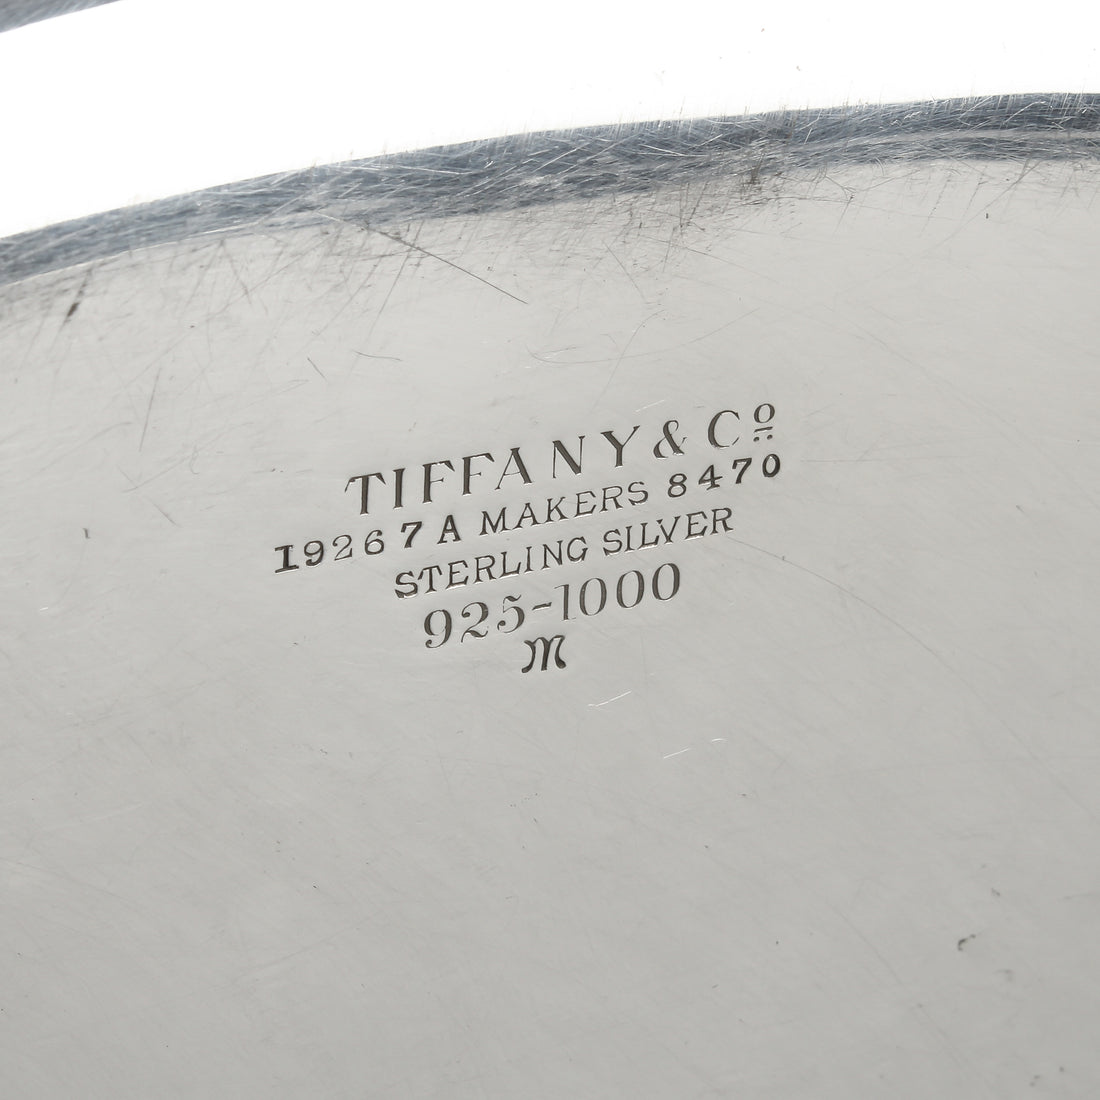 TIFFANY & Cº
19267A MAKERS 8470
STERLING SILVER
925-1000
M